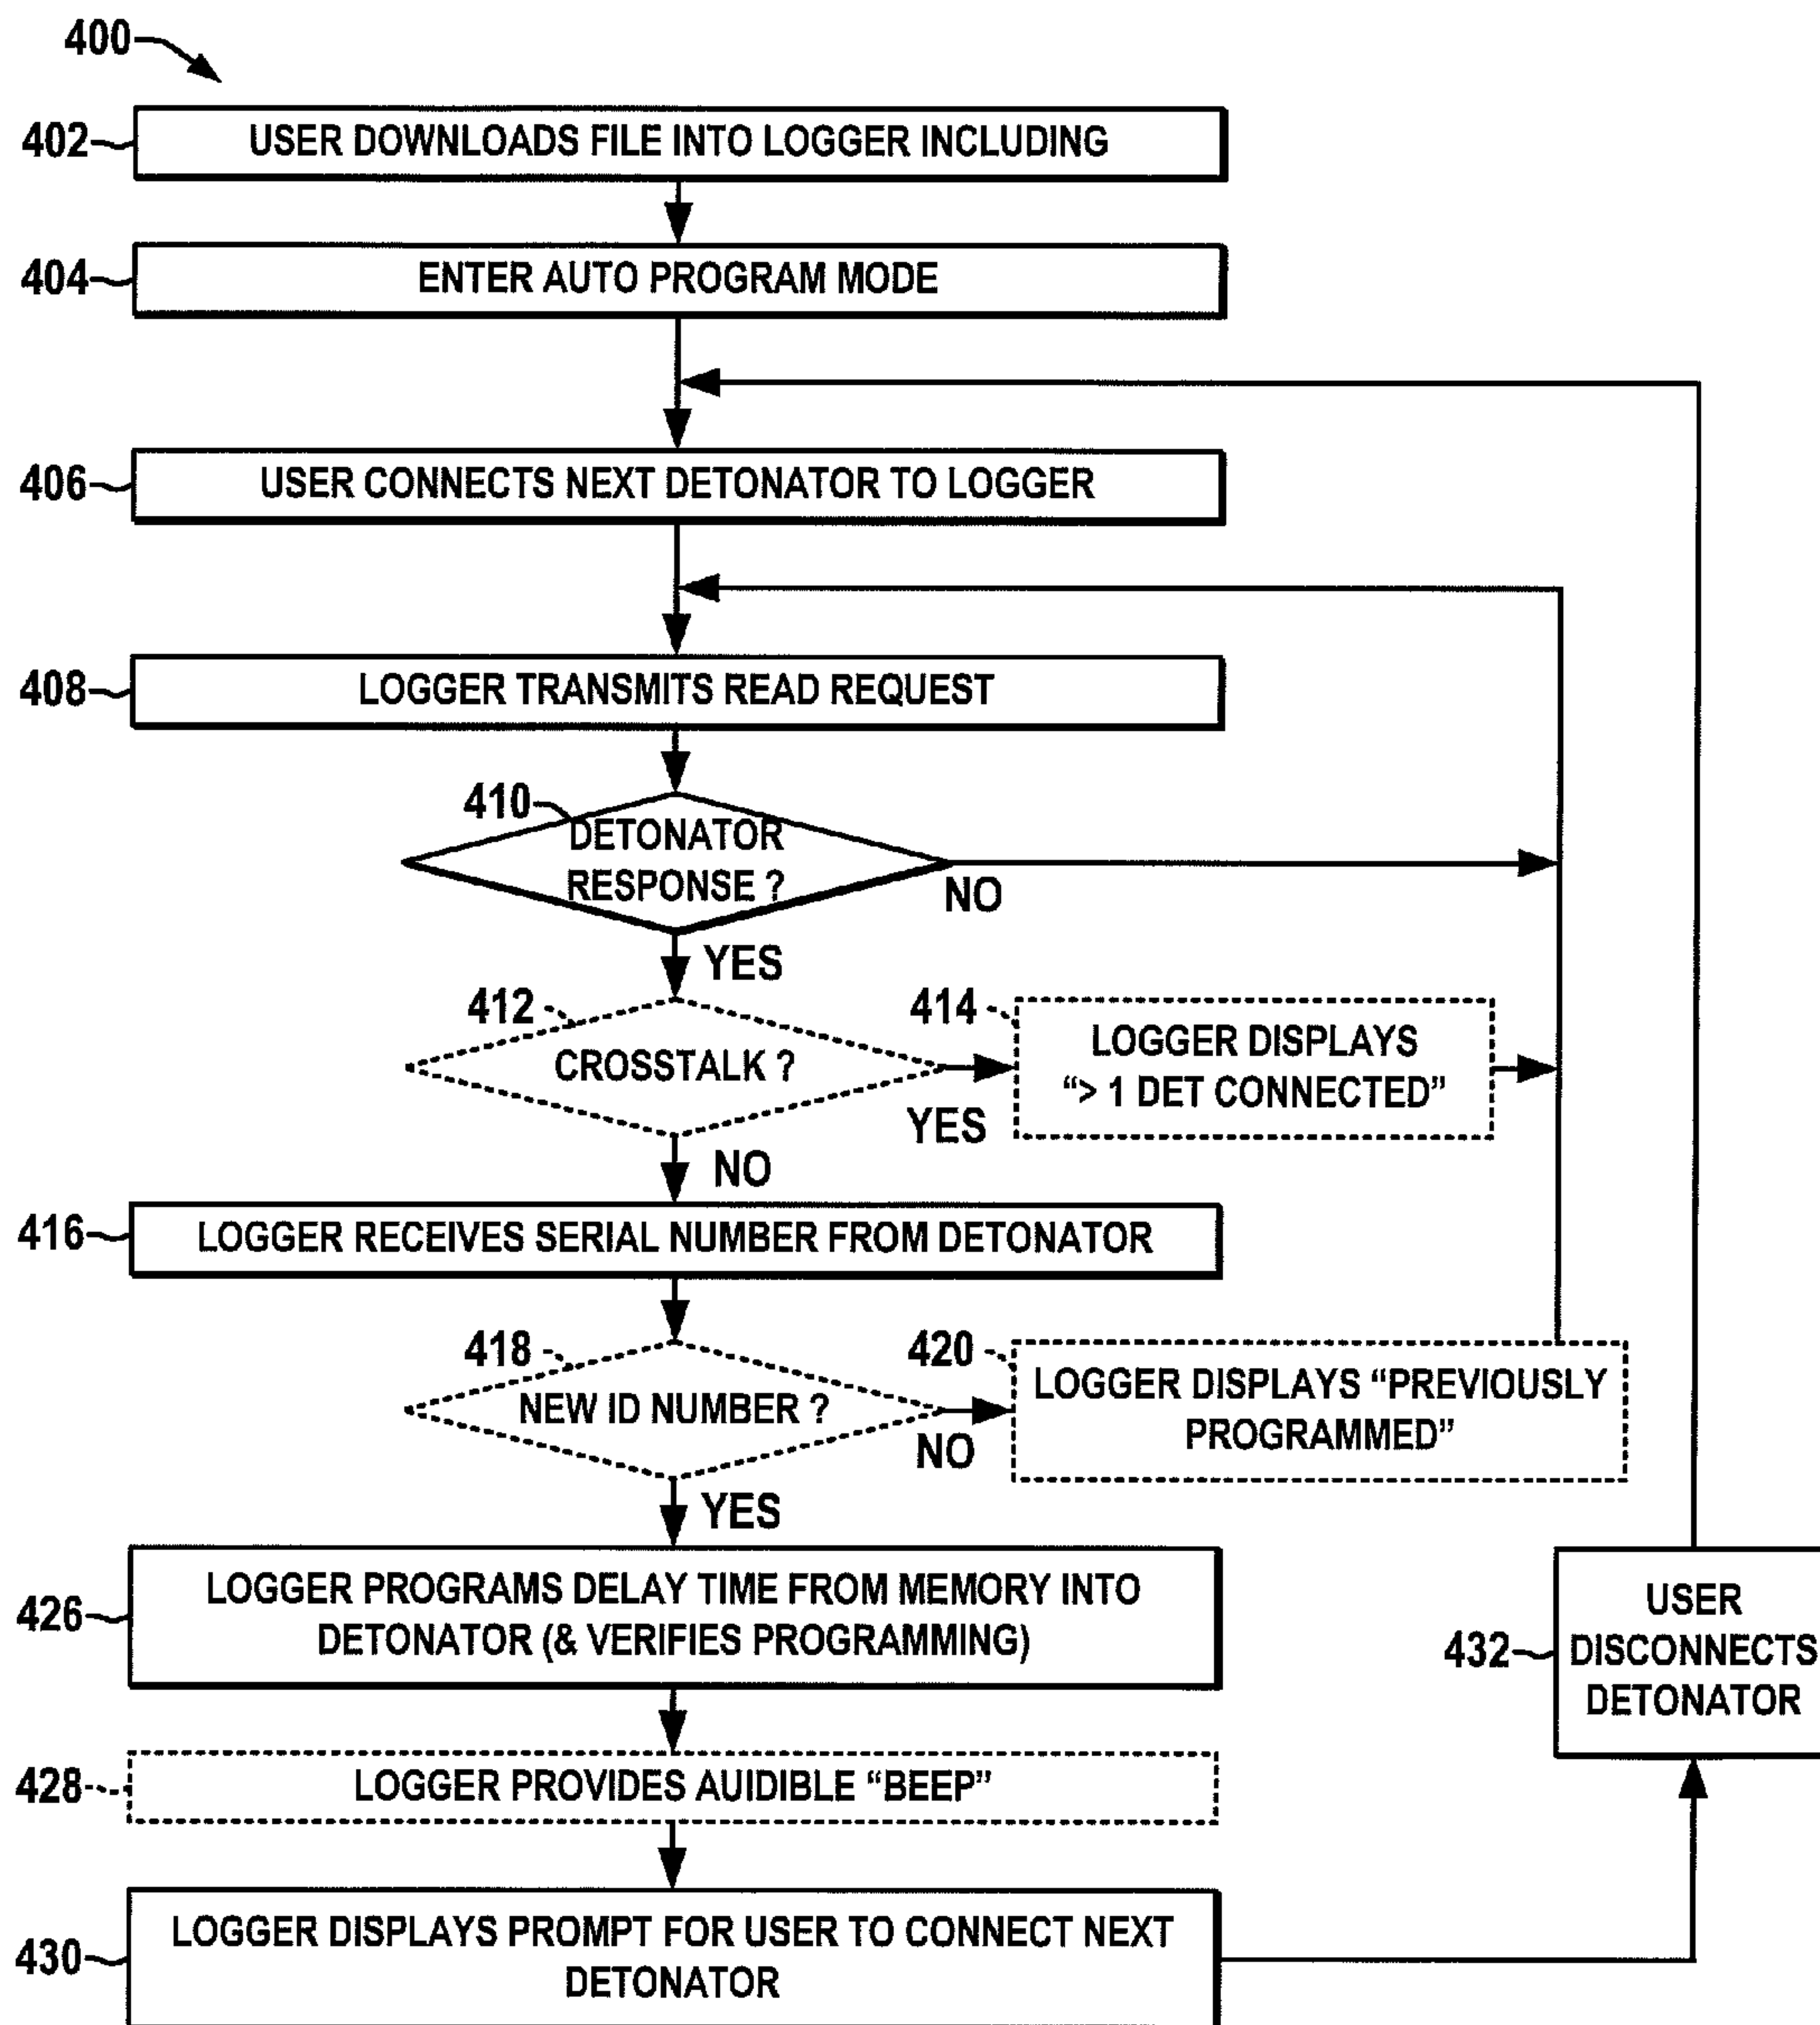 400
402
USER DOWNLOADS FILE INTO LOGGER INCLUDING
404
ENTER AUTO PROGRAM MODE
406
USER CONNECTS NEXT DETONATOR TO LOGGER
408
LOGGER TRANSMITS READ REQUEST
410
DETONATOR
RESPONSE ?
NO
YES
412
CROSSTALK ?
YES
414
LOGGER DISPLAYS
“> 1 DET CONNECTED”
NO
416
LOGGER RECEIVES SERIAL NUMBER FROM DETONATOR
418
NEW ID NUMBER ?
NO
420
LOGGER DISPLAYS “PREVIOUSLY
PROGRAMMED”
YES
426
LOGGER PROGRAMS DELAY TIME FROM MEMORY INTO
DETONATOR (& VERIFIES PROGRAMMING)
432
USER
DISCONNECTS
DETONATOR
428
LOGGER PROVIDES AUIDIBLE “BEEP”
430
LOGGER DISPLAYS PROMPT FOR USER TO CONNECT NEXT
DETONATOR